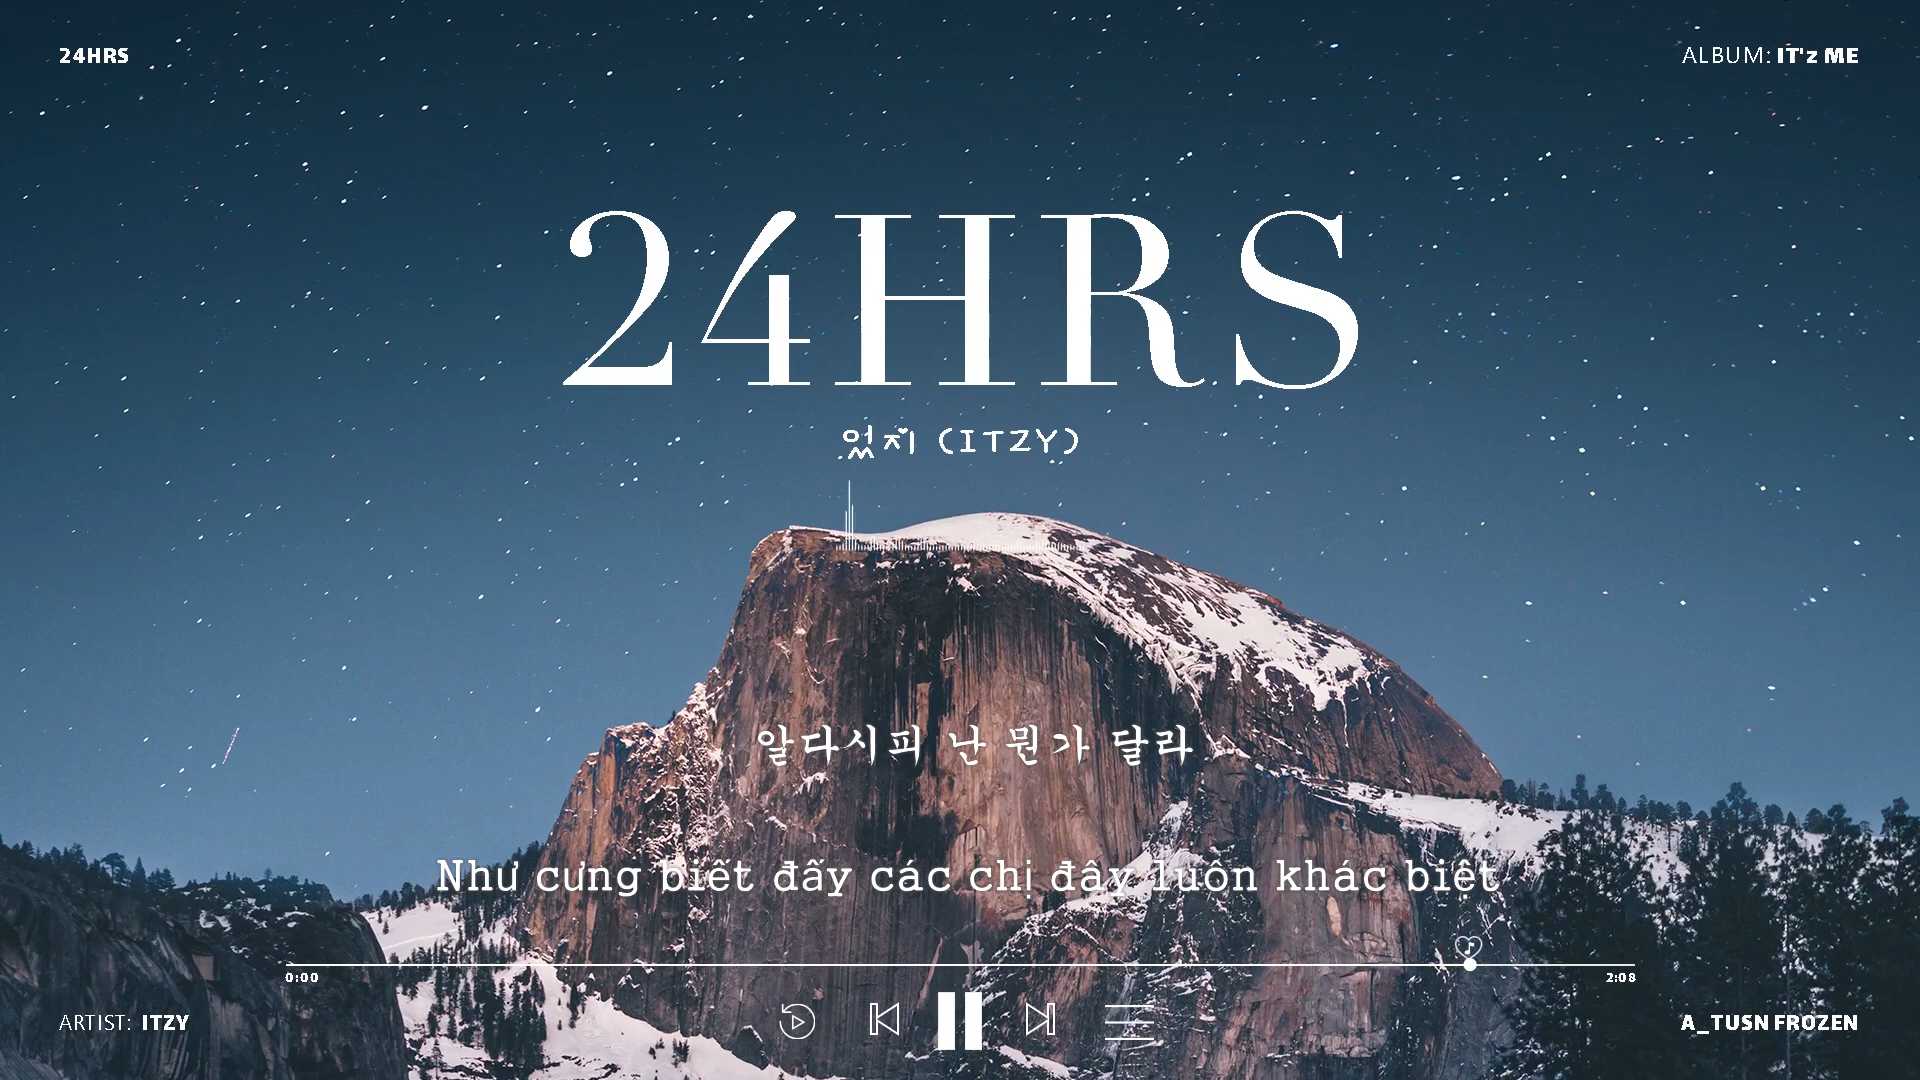 24HRS
ALBUM: IT'z ME
24HRS
있지 (ITZY)
알다시피 난 뭔가 달라
Như cưng biết đấy các chị đây luôn khác biệt
0:00
2:08
ARTIST: ITZY
A_TUSN FROZEN